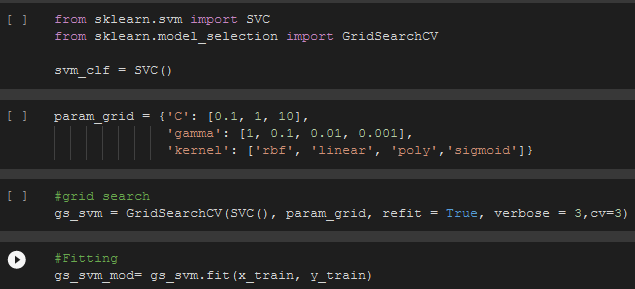 [ ] from sklearn.svm import SVC
from sklearn.model_selection import GridSearchCV
svm_clf = SVC()
[ ] param_grid = {'C': [0.1, 1, 10],
'gamma': [1, 0.1, 0.01, 0.001],
'kernel': ['rbf', 'linear', 'poly','sigmoid']}
[ ] #grid search
gs_svm = GridSearchCV(SVC(), param_grid, refit = True, verbose = 3,cv=3)
#Fitting
gs_svm_mod= gs_svm.fit(x_train, y_train)